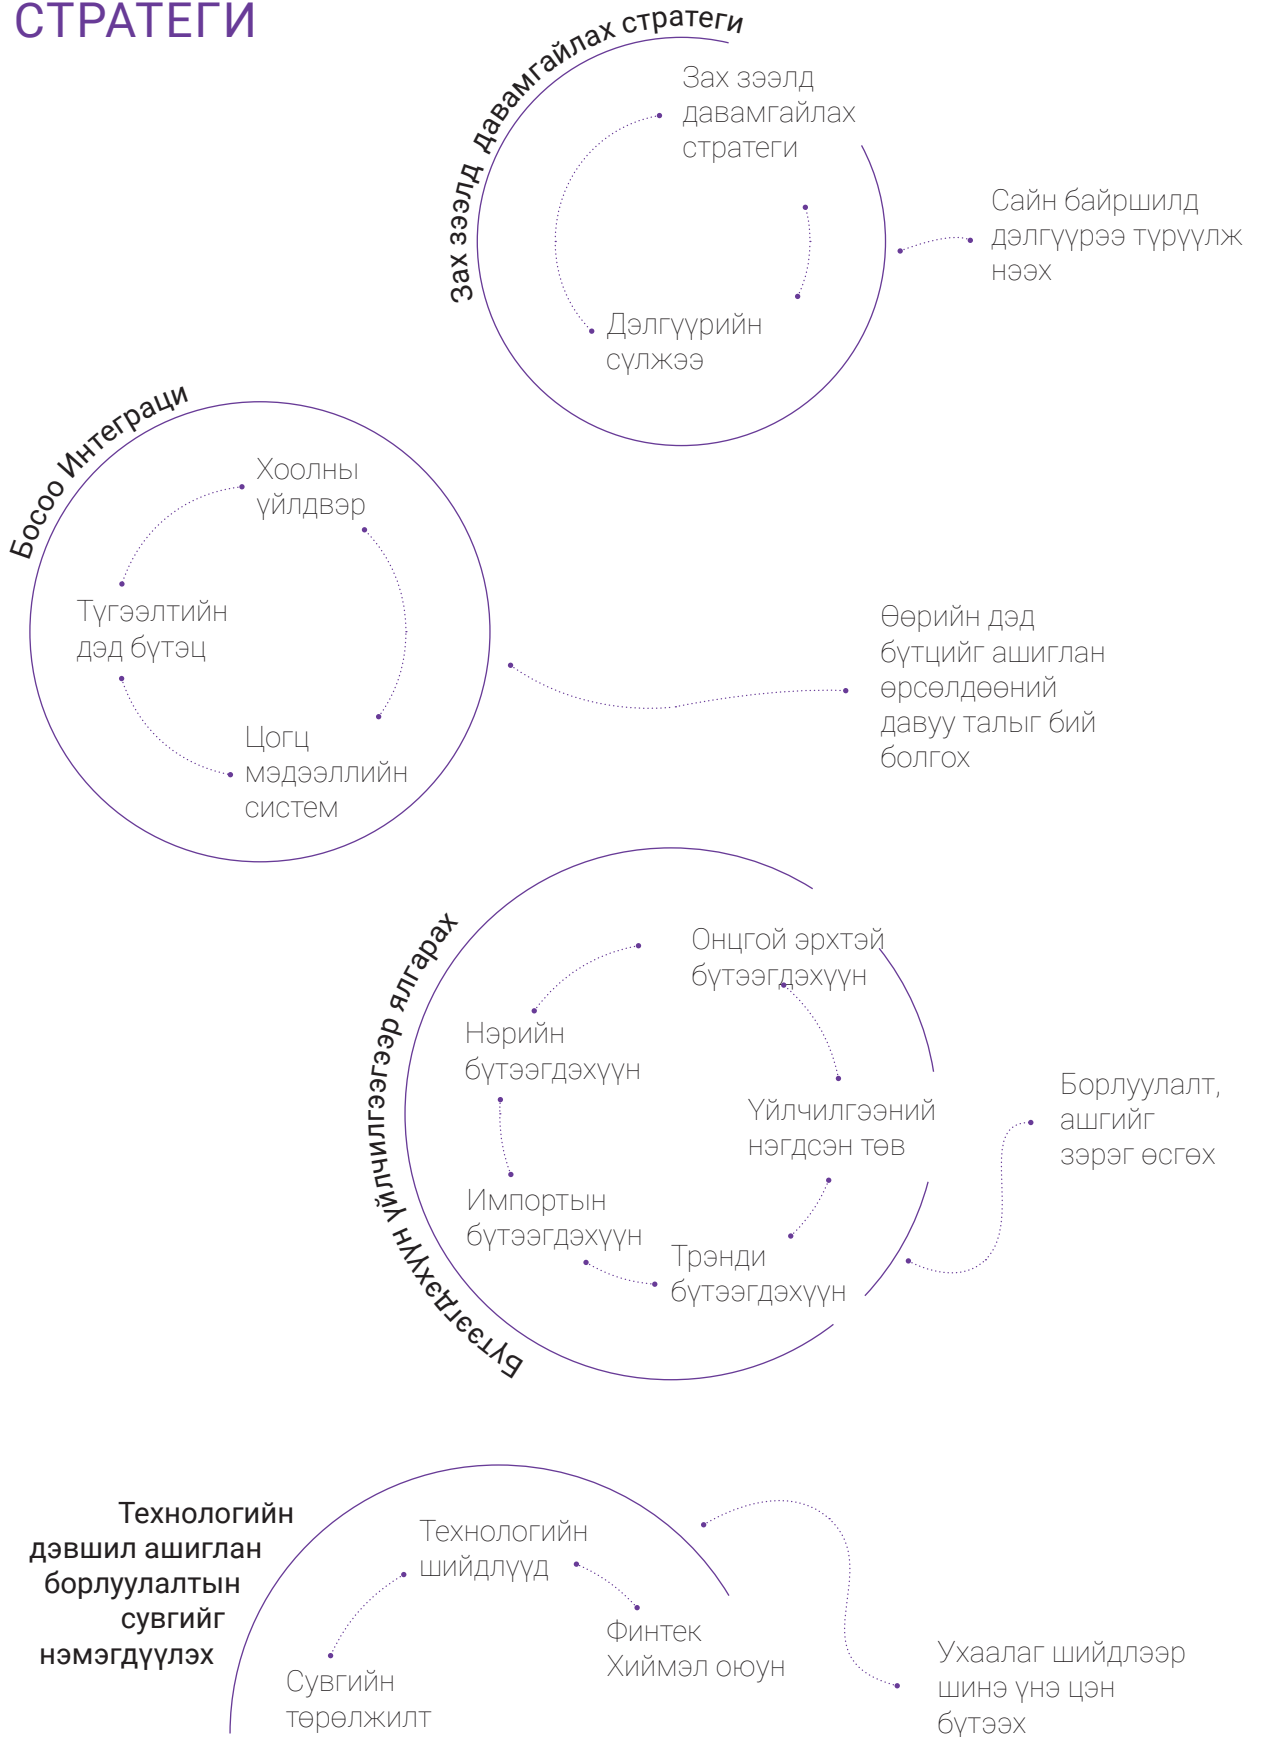 СТРАТЕГИ
Зах зээлд давамгайлах стратеги
Зах зээлд
давамгайлах
стратеги
Дэлгүүрийн
сүлжээ
Сайн байршилд
дэлгүүрээ түрүүлж
нээх
Босоо Интеграци
Хоолны
үйлдвэр
Түгээлтийн
дэд бүтэц
Цогц
мэдээллийн
систем
Өөрийн дэд
бүтцийг ашиглан
өрсөлдөөний
давуу талыг бий
болгох
Бүтээгдэхүүн үйлчилгээгээр ялгарах
Онцгой эрхтэй
бүтээгдэхүүн
Нэрийн
бүтээгдэхүүн
Үйлчилгээний
нэгдсэн төв
Импортын
бүтээгдэхүүн
Трэнди
бүтээгдэхүүн
Борлуулалт,
ашгийг
зэрэг өсгөх
Технологийн
дэвшил ашиглан
борлуулалтын
сувгийг
нэмэгдүүлэх
Технологийн
шийдлүүд
Финтек
Хиймэл оюун
Сувгийн
төрөлжилт
Ухаалаг шийдлээр
шинэ үнэ цэн
бүтээх